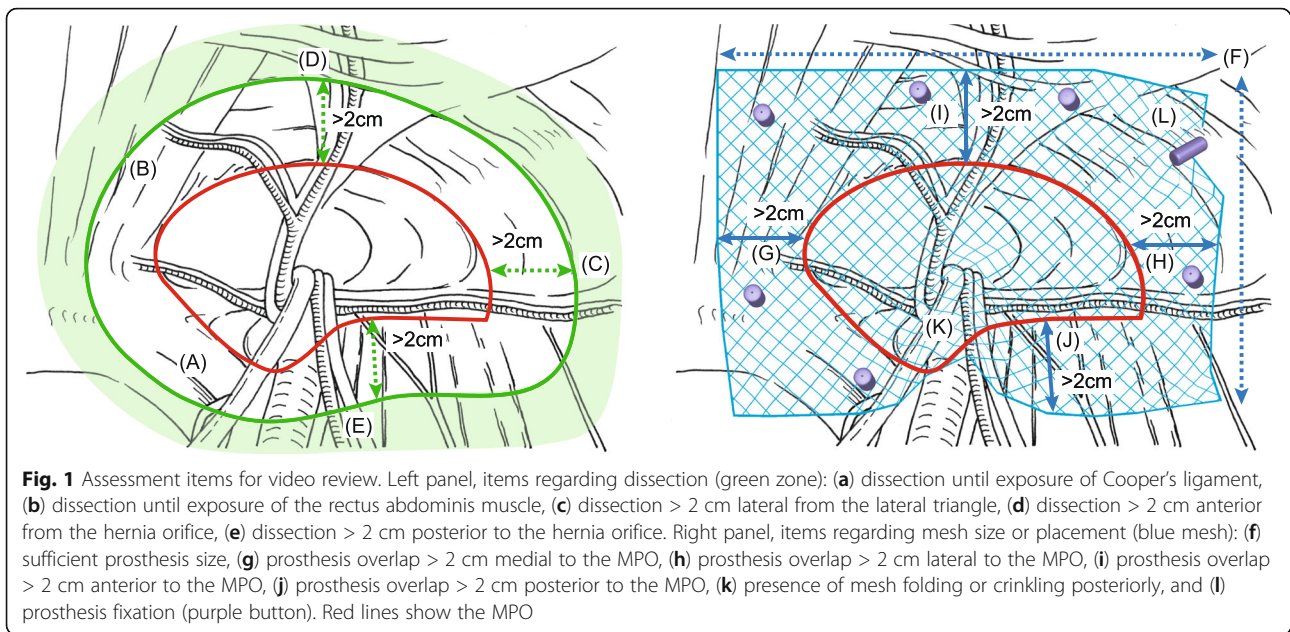 (D)
>2cm
(B)
>2cm
(C)
(A)
>2cm
(E)
(F)
(I)
>2cm
(L)
>2cm
(G)
>2cm
(H)
(K)
(J)
>2cm
Fig. 1 Assessment items for video review. Left panel, items regarding dissection (green zone): (a) dissection until exposure of Cooper's ligament,
(b) dissection until exposure of the rectus abdominis muscle, (c) dissection > 2 cm lateral from the lateral triangle, (d) dissection > 2 cm anterior
from the hernia orifice, (e) dissection > 2 cm posterior to the hernia orifice. Right panel, items regarding mesh size or placement (blue mesh): (f)
sufficient prosthesis size, (g) prosthesis overlap > 2 cm medial to the MPO, (h) prosthesis overlap > 2 cm lateral to the MPO, (i) prosthesis overlap
> 2 cm anterior to the MPO, (j) prosthesis overlap > 2 cm posterior to the MPO, (k) presence of mesh folding or crinkling posteriorly, and (l)
prosthesis fixation (purple button). Red lines show the MPO